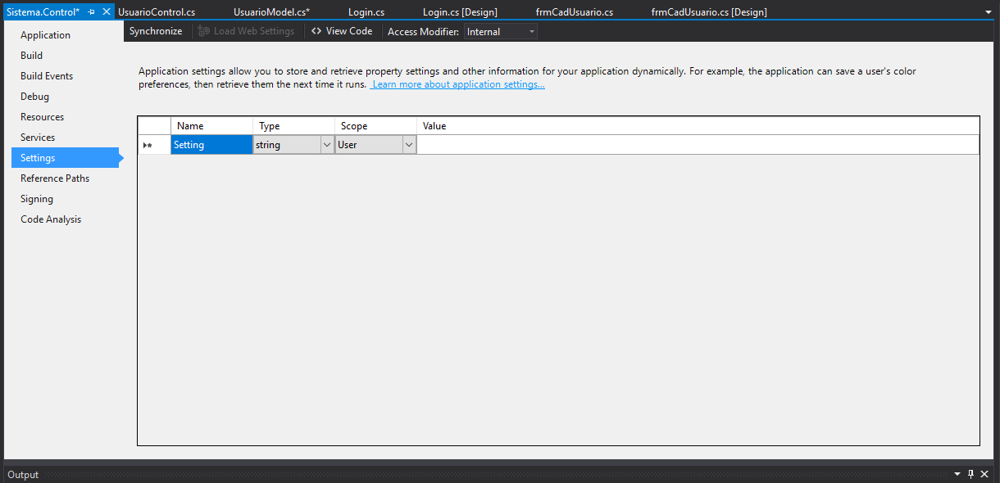 Sistema.Control* UsuarioControl.cs UsuarioModel.cs* Login.cs Login.cs [Design] frmCadUsuario.cs frmCadUsuario.cs [Design]
Synchronize Load Web Settings <> View Code Access Modifier: Internal
Application
Build
Build Events
Debug
Resources
Services
Settings
Reference Paths
Signing
Code Analysis
Application settings allow you to store and retrieve property settings and other information for your application dynamically. For example, the application can save a user's color
preferences, then retrieve them the next time it runs. Learn more about application settings...
Name Type Scope Value
Setting string User
Output